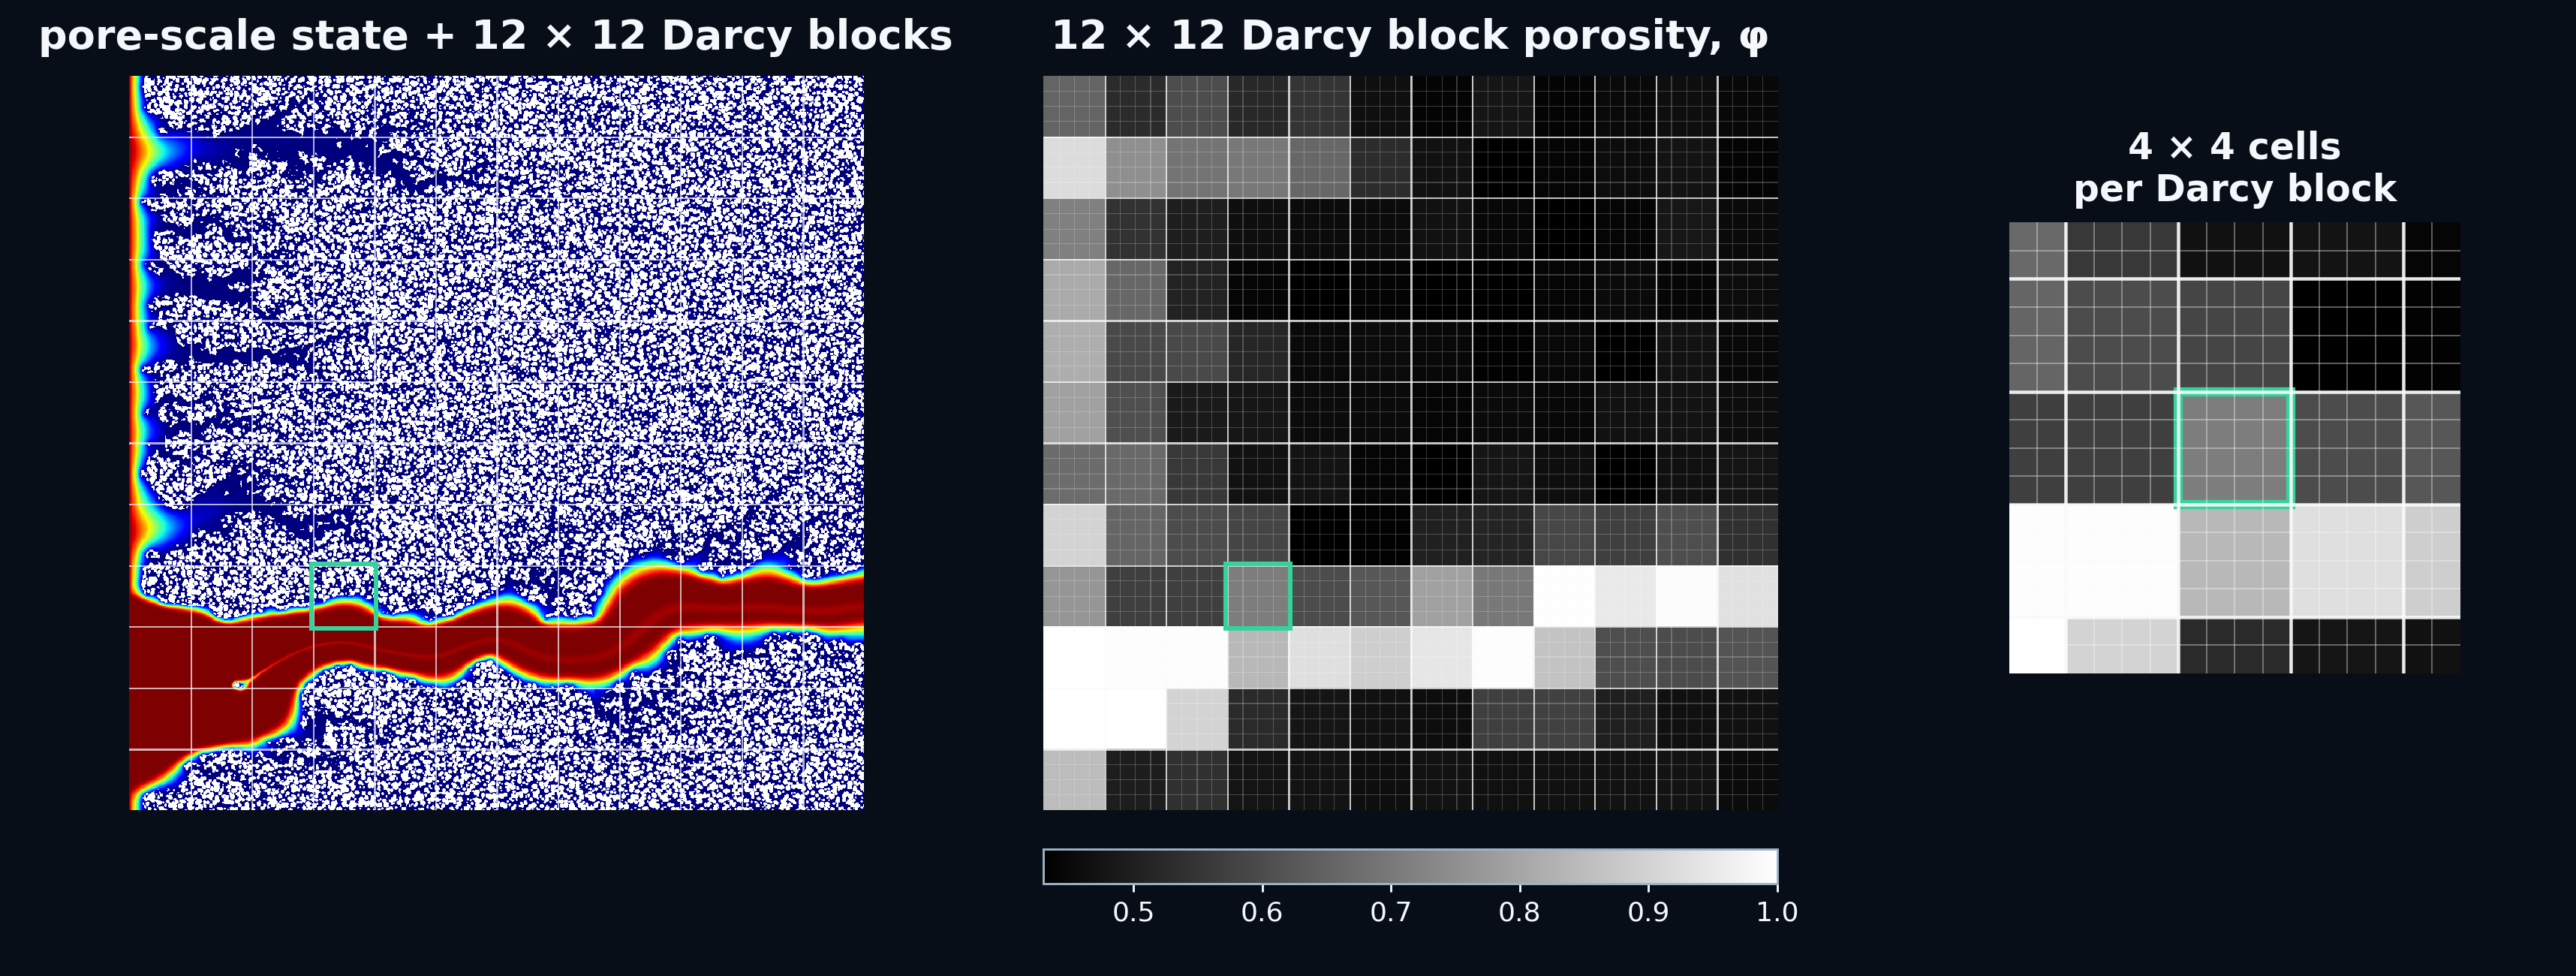 pore-scale state + 12 × 12 Darcy blocks
12 × 12 Darcy block porosity, φ
4 × 4 cells
per Darcy block
0.5 0.6 0.7 0.8 0.9 1.0